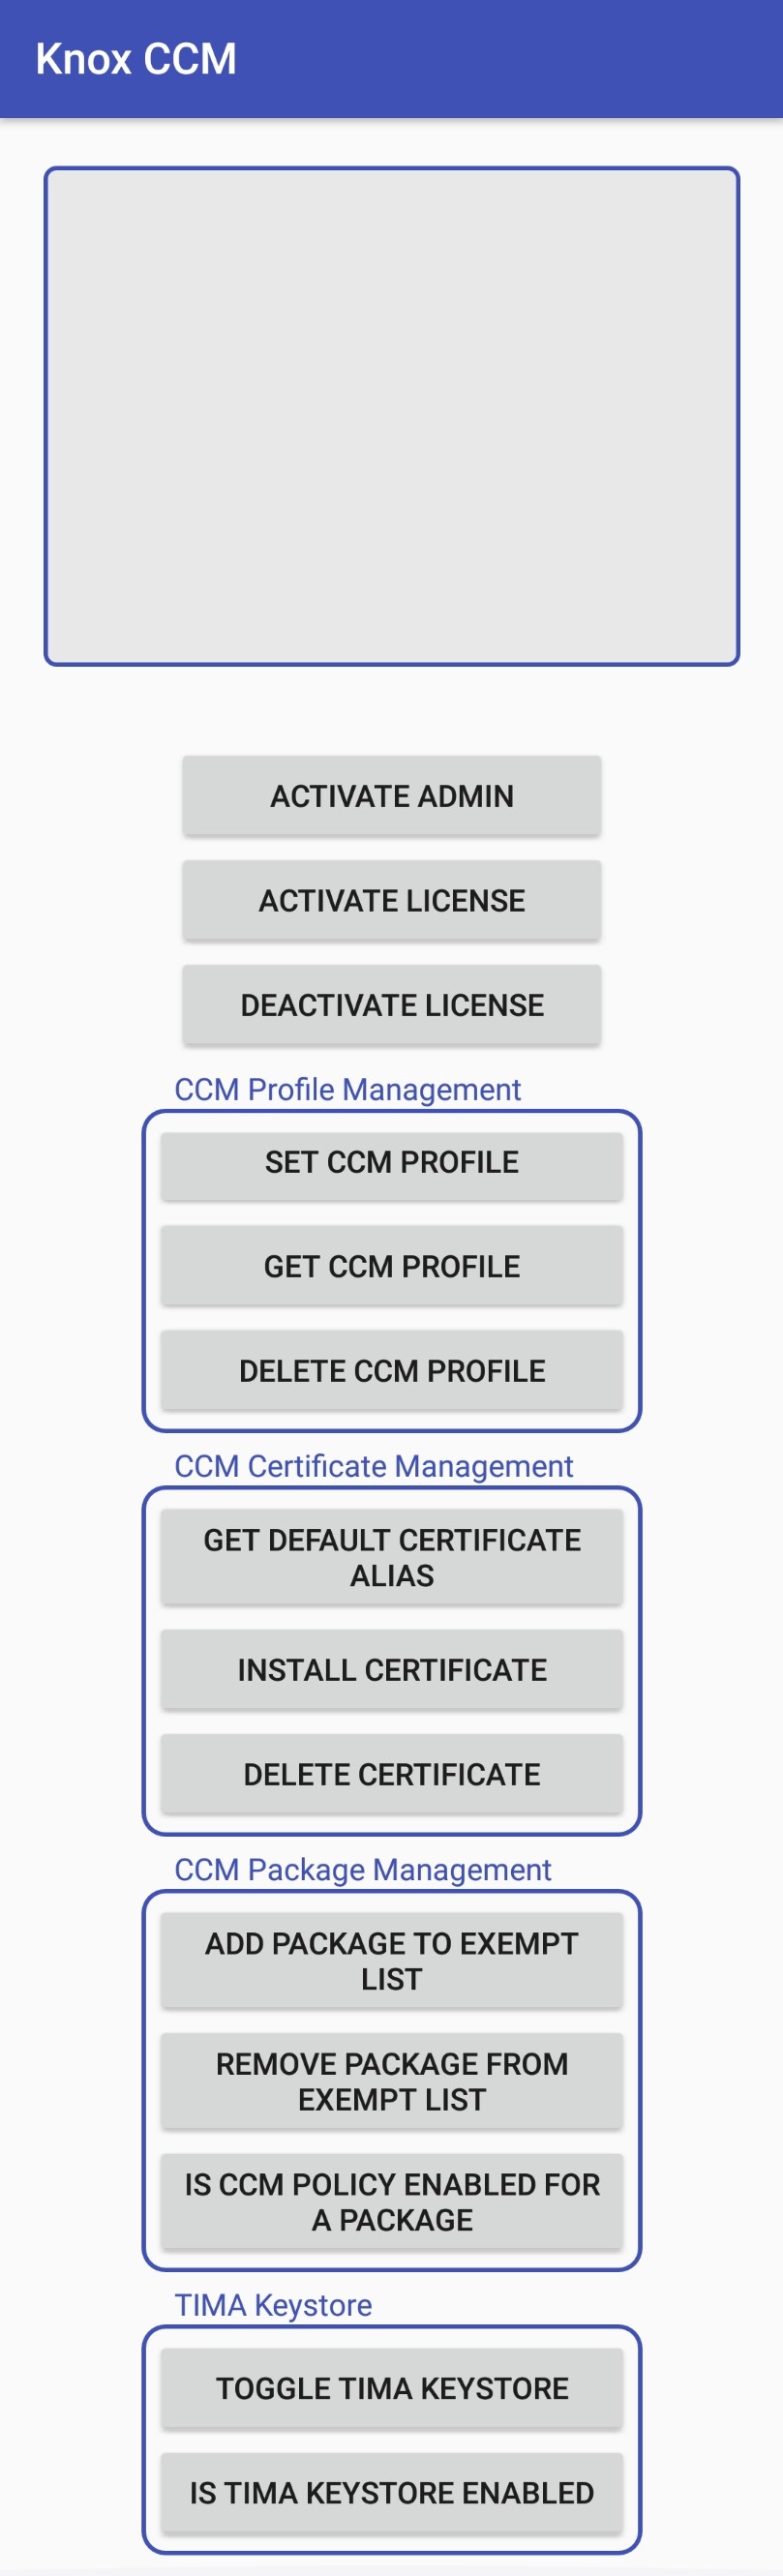 Knox CCM
ACTIVATE ADMIN
ACTIVATE LICENSE
DEACTIVATE LICENSE
CCM Profile Management
SET CCM PROFILE
GET CCM PROFILE
DELETE CCM PROFILE
CCM Certificate Management
GET DEFAULT CERTIFICATE
ALIAS
INSTALL CERTIFICATE
DELETE CERTIFICATE
CCM Package Management
ADD PACKAGE TO EXEMPT
LIST
REMOVE PACKAGE FROM
EXEMPT LIST
IS CCM POLICY ENABLED FOR
A PACKAGE
TIMA Keystore
TOGGLE TIMA KEYSTORE
IS TIMA KEYSTORE ENABLED